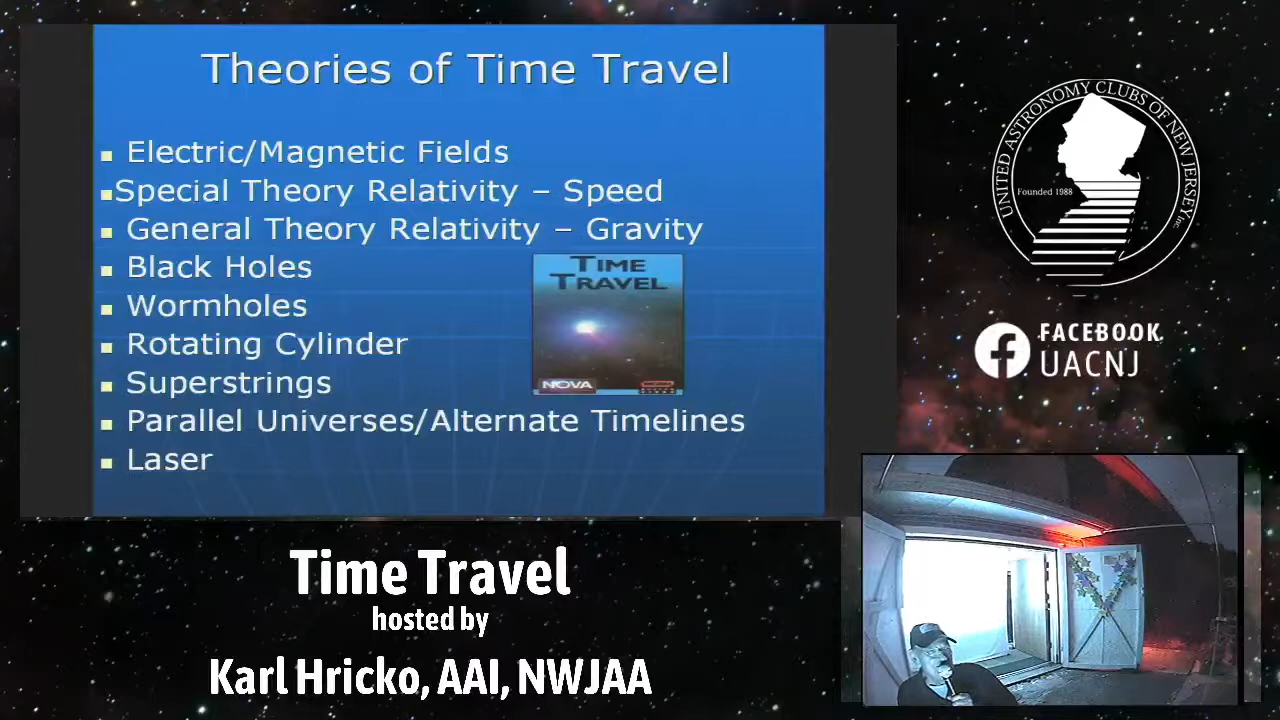 Theories of Time Travel
Electric/Magnetic Fields
Special Theory Relativity – Speed
General Theory Relativity – Gravity
Black Holes
Wormholes
Rotating Cylinder
Superstrings
Parallel Universes/Alternate Timelines
Laser
TIME
TRAVEL
NOVA
UNITED ASTRONOMY CLUBS OF NEW JERSEY, Inc.
Founded 1988
FACEBOOK
UACNJ
Time Travel
hosted by
Karl Hricko, AAI, NWJAA